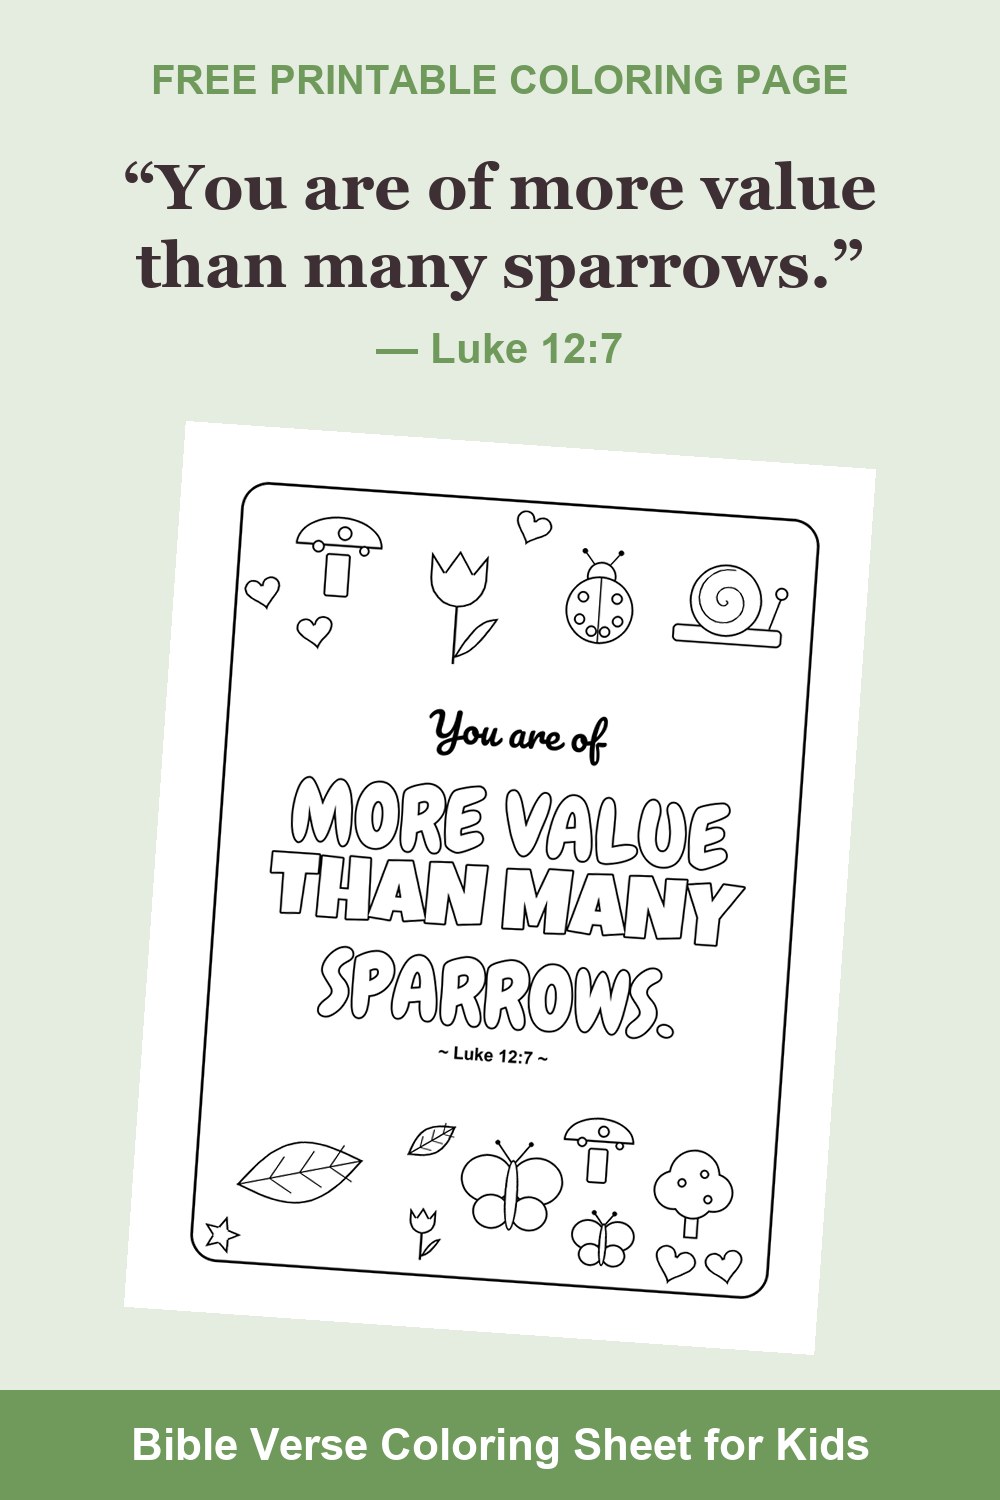 FREE PRINTABLE COLORING PAGE
“You are of more value
than many sparrows.”
— Luke 12:7
You are of
MORE VALUE
THAN MANY
SPARROWS.
~ Luke 12:7 ~
Bible Verse Coloring Sheet for Kids